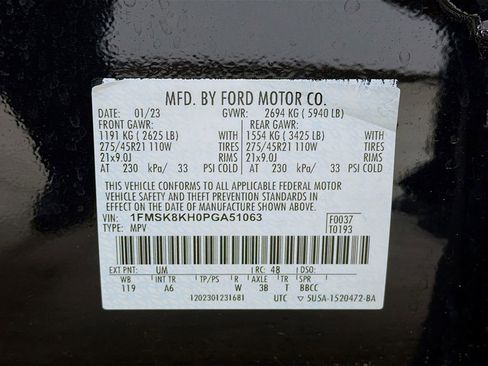 MFD. BY FORD MOTOR CO.
DATE: 01/23 GVWR: 2694 KG ( 5940 LB)
FRONT GAWR: REAR GAWR:
1191 KG ( 2625 LB) WITH 1554 KG ( 3425 LB) WITH
275/45R21 110W TIRES 275/45R21 110W TIRES
21x9.0J RIMS 21x9.0J RIMS
AT 230 kPa/ 33 PSI COLD AT 230 kPa/ 33 PSI COLD
THIS VEHICLE CONFORMS TO ALL APPLICABLE FEDERAL MOTOR
VEHICLE SAFETY AND THEFT PREVENTION STANDARDS IN
EFFECT ON THE DATE OF MANUFACTURE SHOWN ABOVE.
VIN: 1FMSK8KH0PGA51063 F0037
TYPE: MPV T0193
EXT PNT: UM RC: 48 DSO:
WB INT TR TP/PS R AXLE TR SPR
119 A6 W 3B T BBCC
1202301231681 UTC ▽ 5USA-1520472-BA